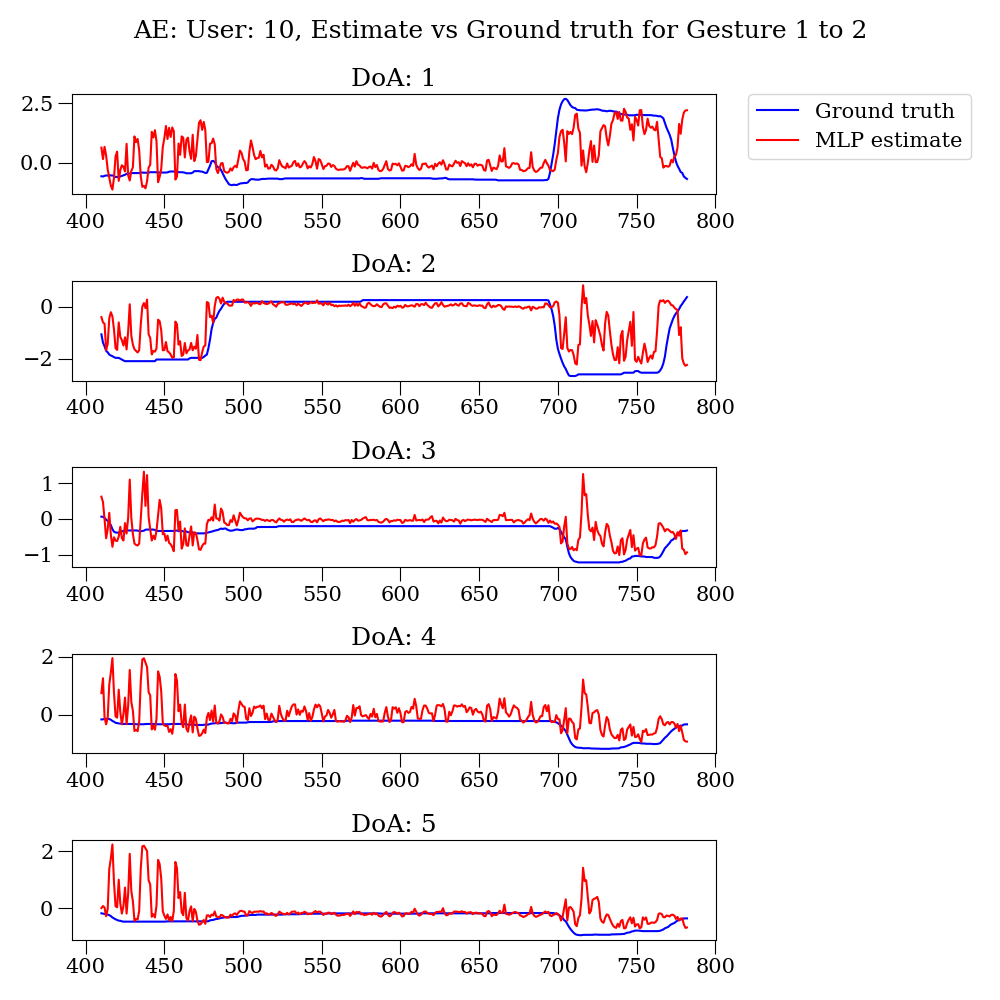 AE: User: 10, Estimate vs Ground truth for Gesture 1 to 2
DoA: 1
2.5
0.0
400 450 500 550 600 650 700 750 800
Ground truth
MLP estimate
DoA: 2
0
−2
400 450 500 550 600 650 700 750 800
DoA: 3
1
0
−1
400 450 500 550 600 650 700 750 800
DoA: 4
2
0
400 450 500 550 600 650 700 750 800
DoA: 5
2
0
400 450 500 550 600 650 700 750 800